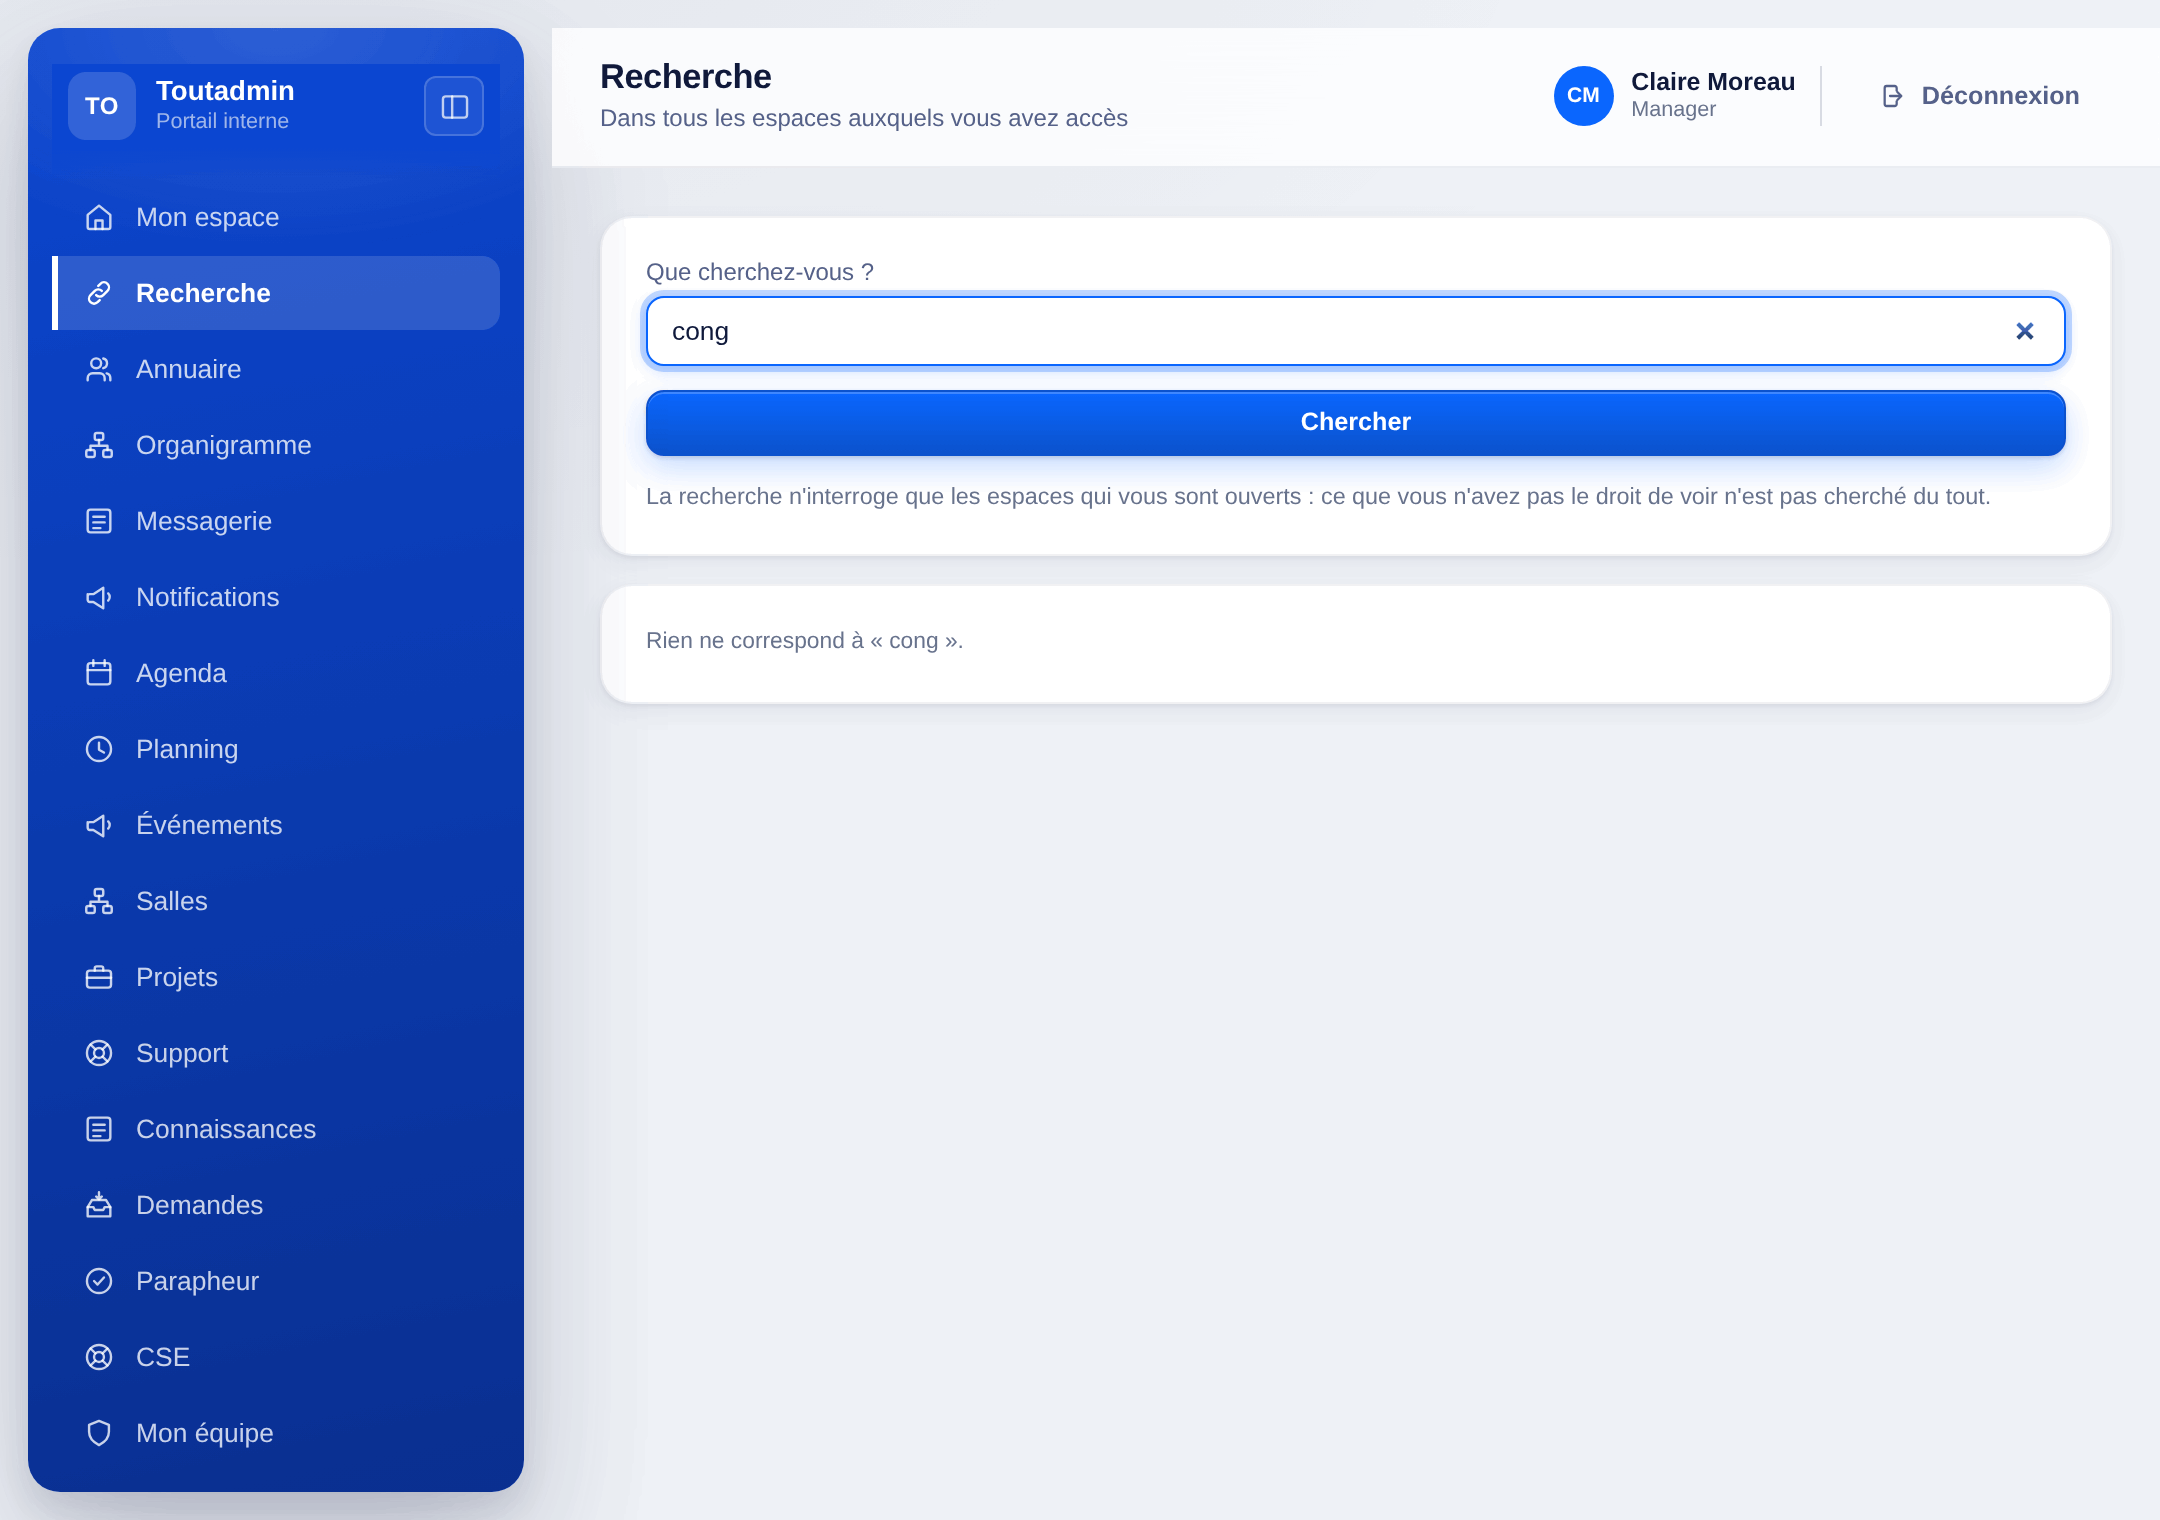 TO
Toutadmin
Portail interne
Mon espace
Recherche
Annuaire
Organigramme
Messagerie
Notifications
Agenda
Planning
Événements
Salles
Projets
Support
Connaissances
Demandes
Parapheur
CSE
Mon équipe
Recherche
Dans tous les espaces auxquels vous avez accès
CM
Claire Moreau
Manager
Déconnexion
Que cherchez-vous ?
cong
Chercher
La recherche n'interroge que les espaces qui vous sont ouverts : ce que vous n'avez pas le droit de voir n'est pas cherché du tout.
Rien ne correspond à « cong ».